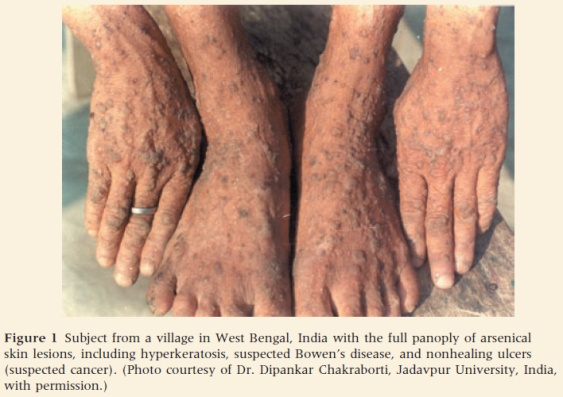 Figure 1 Subject from a village in West Bengal, India with the full panoply of arsenical
skin lesions, including hyperkeratosis, suspected Bowen's disease, and nonhealing ulcers
(suspected cancer). (Photo courtesy of Dr. Dipankar Chakraborti, Jadavpur University, India,
with permission.)